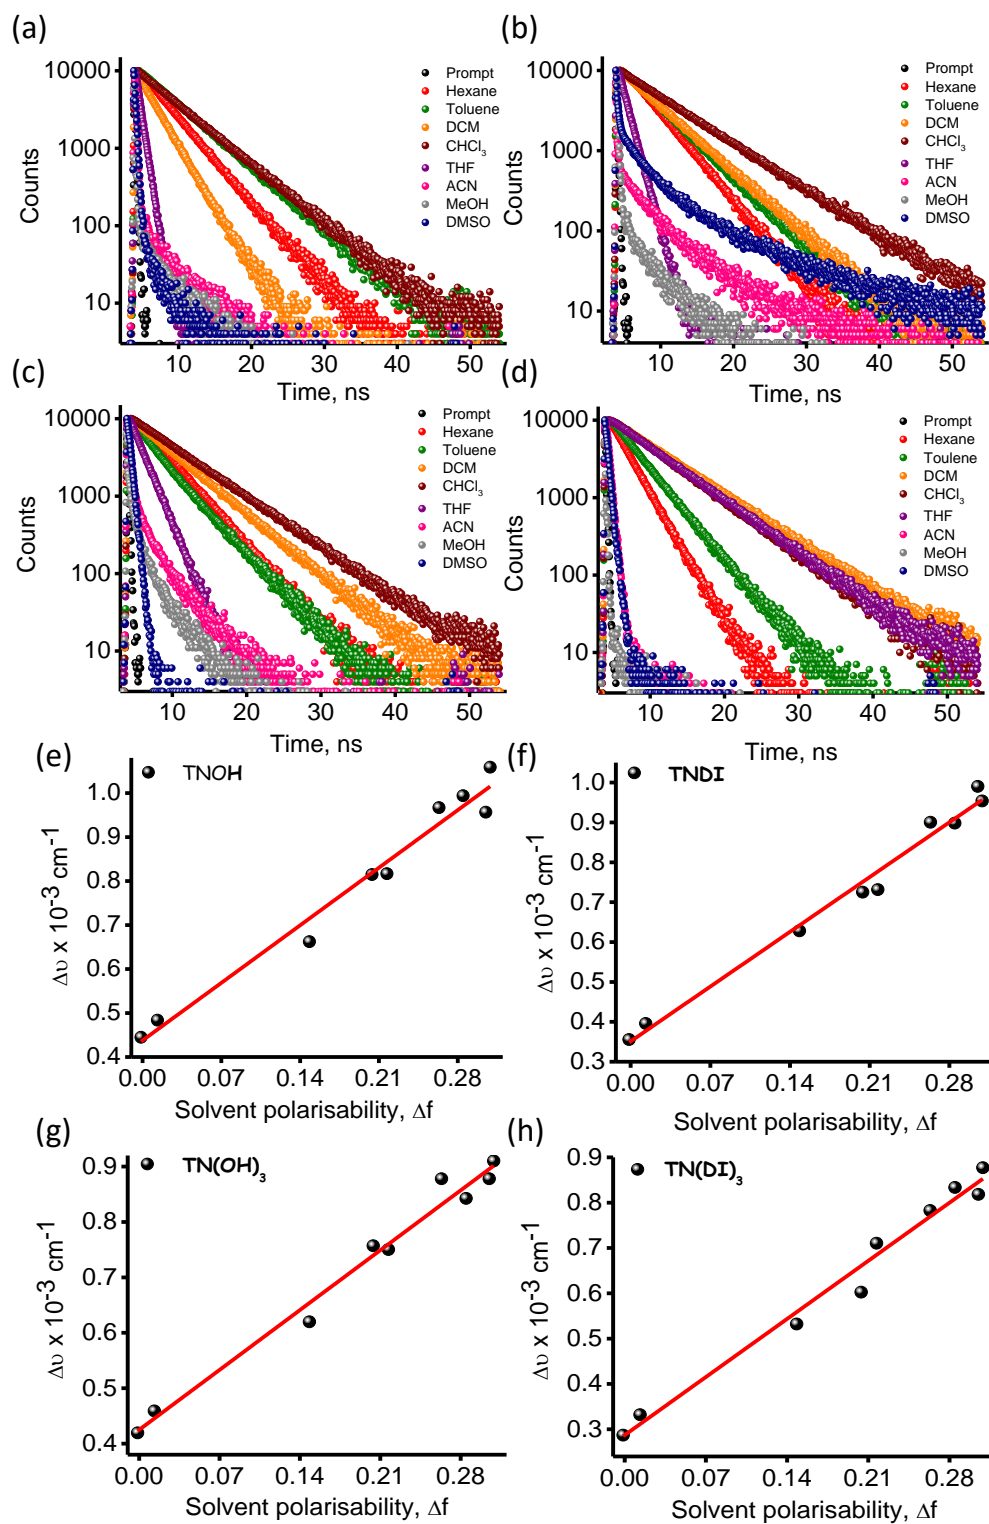 (a)
10000
1000
100
10
Counts
Prompt
Hexane
Toluene
DCM
CHCl3
THF
ACN
MeOH
DMSO
10 20 30 40 50
Time, ns
(b)
10000
1000
100
10
Counts
Prompt
Hexane
Toluene
DCM
CHCl3
THF
ACN
MeOH
DMSO
10 20 30 40 50
Time, ns
(c)
10000
1000
100
10
Counts
Prompt
Hexane
Toluene
DCM
CHCl3
THF
ACN
MeOH
DMSO
10 20 30 40 50
Time, ns
(d)
10000
1000
100
10
Counts
Prompt
Hexane
Toulene
DCM
CHCl3
THF
ACN
MeOH
DMSO
10 20 30 40 50
Time, ns
(e)
TNOH
1.0
0.9
0.8
0.7
0.6
0.5
0.4
Δυ x 10-3 cm-1
0.00 0.07 0.14 0.21 0.28
Solvent polarisability, Δf
(f)
TNDI
1.0
0.9
0.8
0.7
0.6
0.5
0.4
0.3
Δυ x 10-3 cm-1
0.00 0.07 0.14 0.21 0.28
Solvent polarisability, Δf
(g)
TN(OH)3
0.9
0.8
0.7
0.6
0.5
0.4
Δυ x 10-3 cm-1
0.00 0.07 0.14 0.21 0.28
Solvent polarisability, Δf
(h)
TN(DI)3
0.9
0.8
0.7
0.6
0.5
0.4
0.3
Δυ x 10-3 cm-1
0.00 0.07 0.14 0.21 0.28
Solvent polarisability, Δf